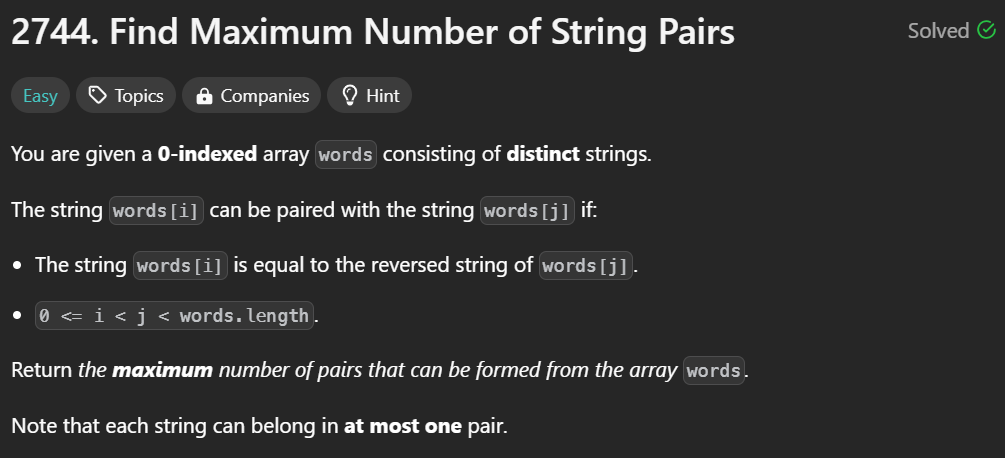 2744. Find Maximum Number of String Pairs
Solved
Easy
Topics
Companies
Hint
You are given a 0-indexed array words consisting of distinct strings.
The string words[i] can be paired with the string words[j] if:
• The string words[i] is equal to the reversed string of words[j].
• 0 <= i < j < words.length.
Return the maximum number of pairs that can be formed from the array words.
Note that each string can belong in at most one pair.